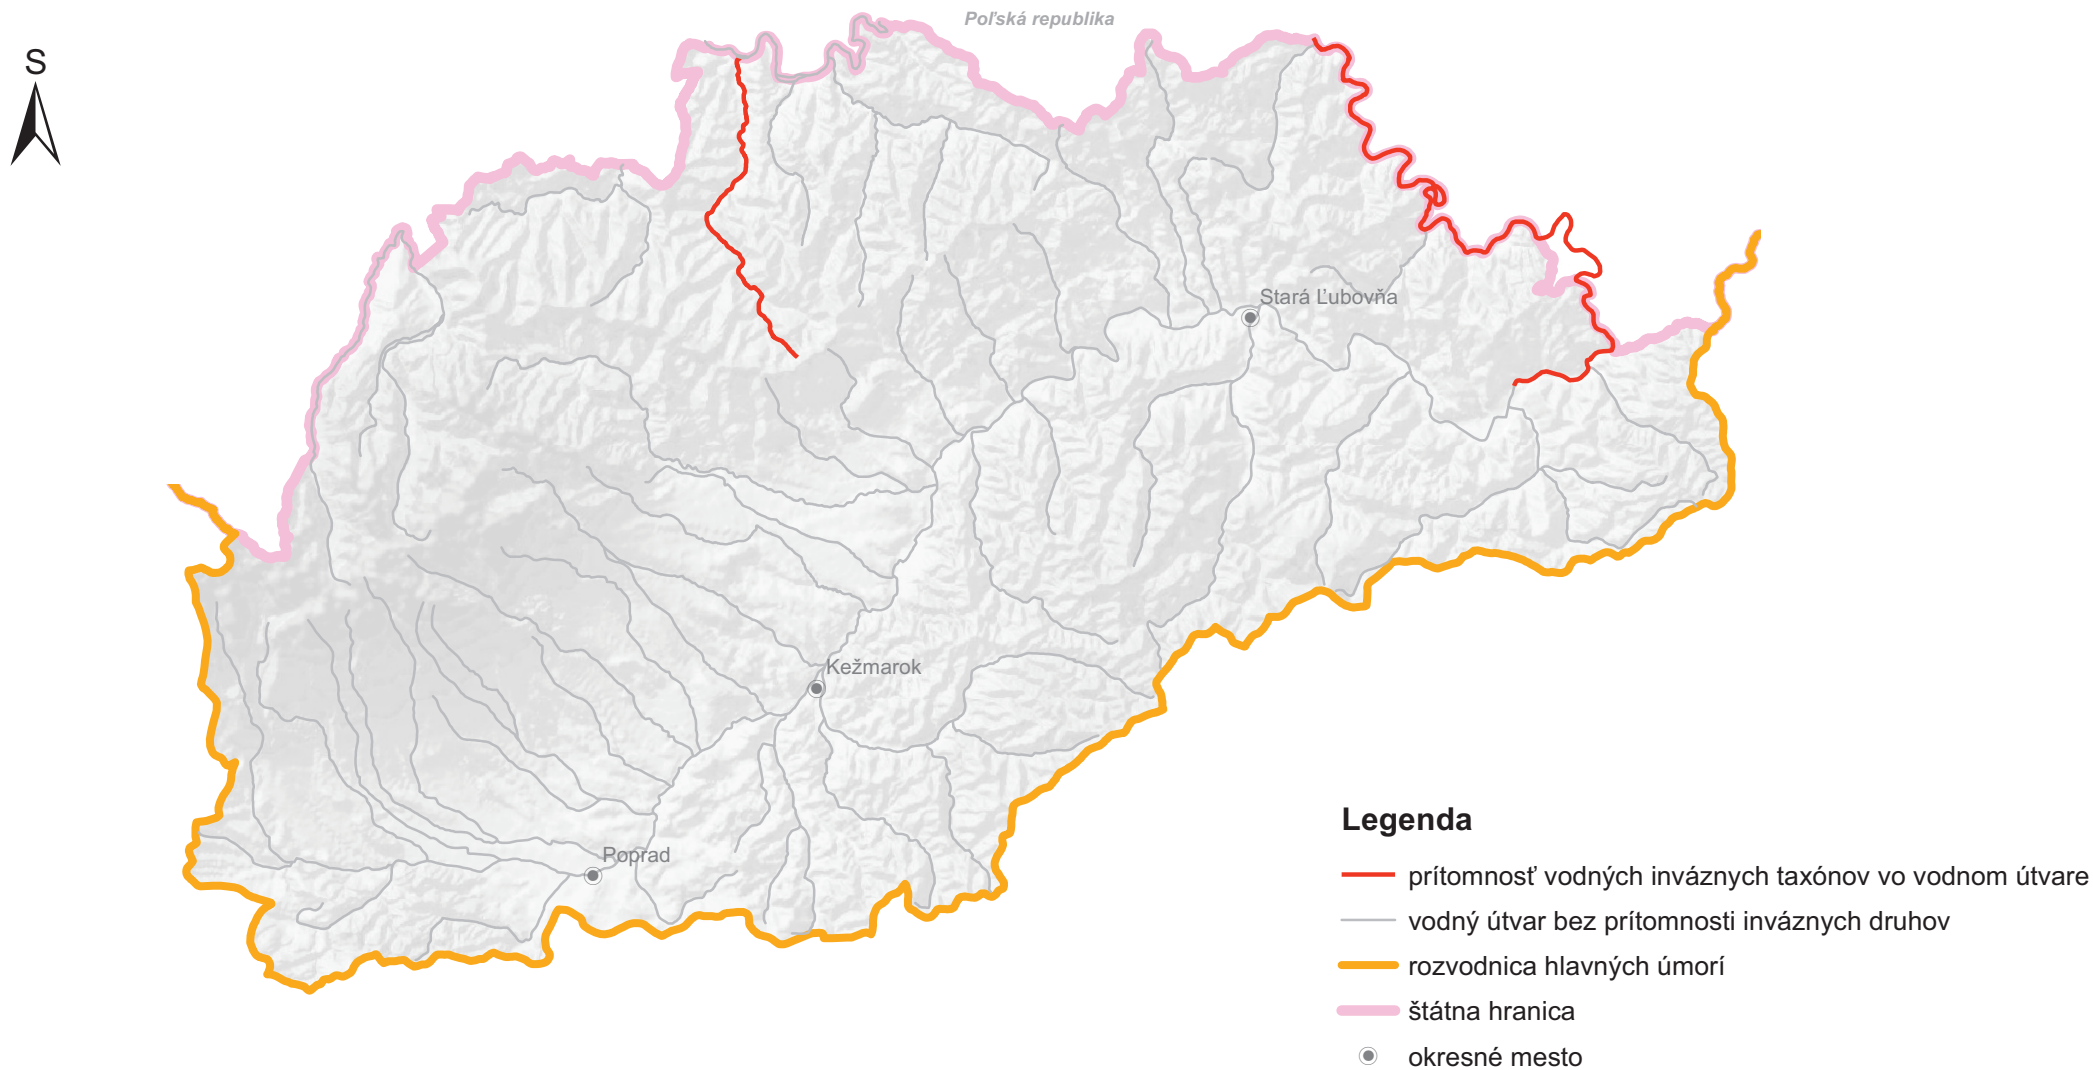 Poľská republika
S
Stará Ľubovňa
Kežmarok
Poprad
Legenda
prítomnosť vodných inváznych taxónov vo vodnom útvare
vodný útvar bez prítomnosti inváznych druhov
rozvodnica hlavných úmorí
štátna hranica
okresné mesto